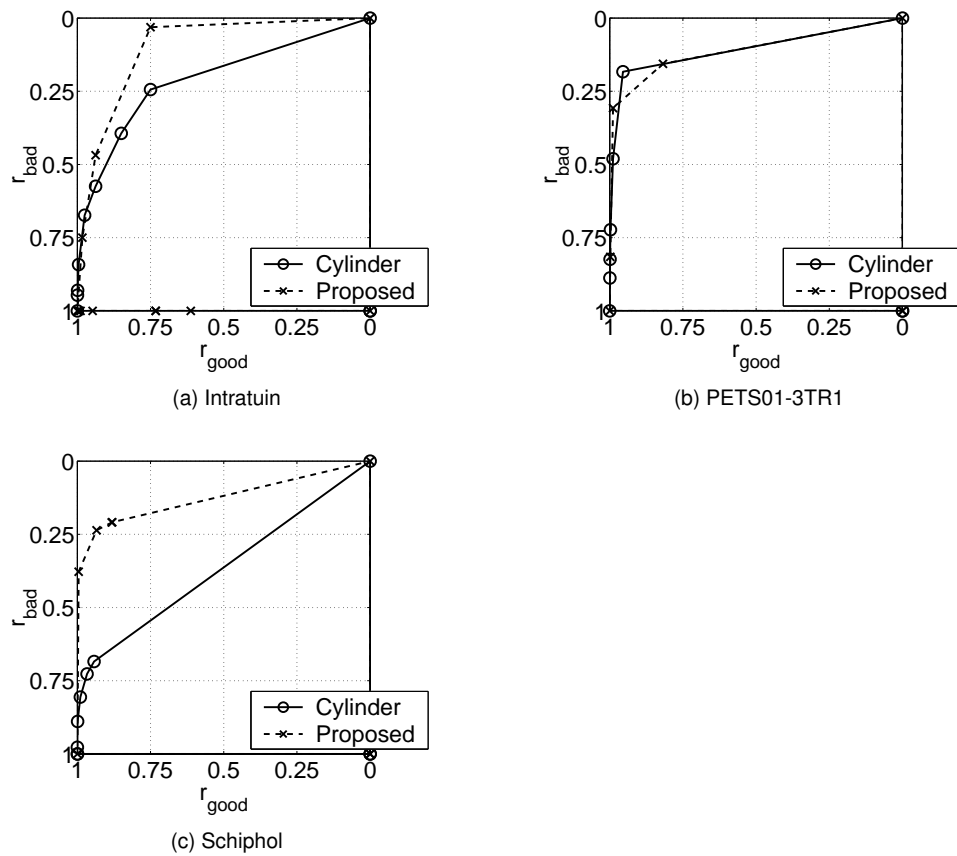 0
0.25
0.5
0.75
1
r_bad
1 0.75 0.5 0.25 0
r_good
Cylinder
Proposed
(a) Intratuin
0
0.25
0.5
0.75
1
r_bad
1 0.75 0.5 0.25 0
r_good
Cylinder
Proposed
(b) PETS01-3TR1
0
0.25
0.5
0.75
1
r_bad
1 0.75 0.5 0.25 0
r_good
Cylinder
Proposed
(c) Schiphol